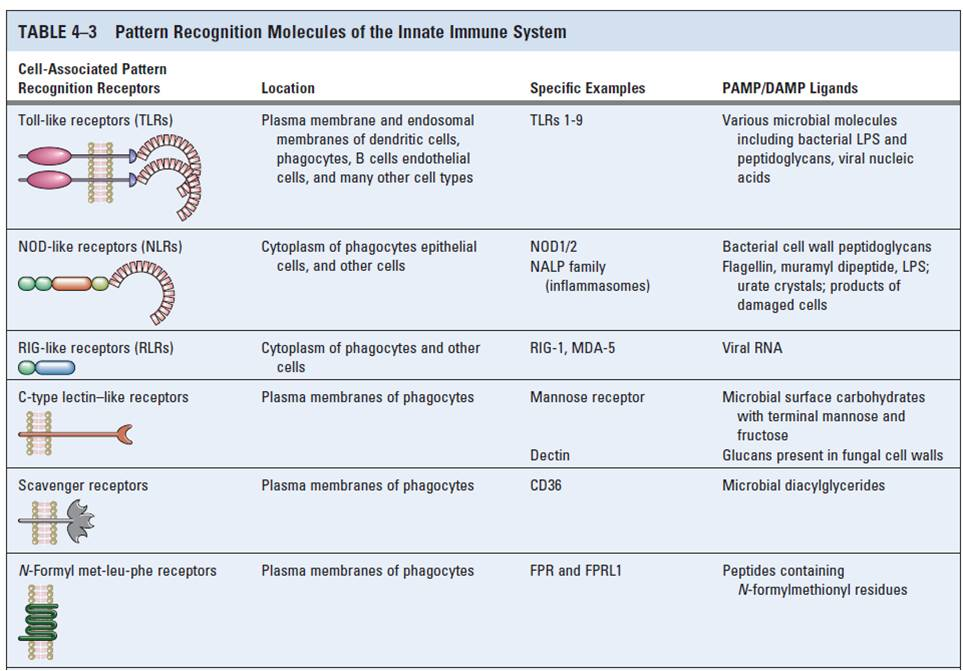 TABLE 4–3 Pattern Recognition Molecules of the Innate Immune System
Cell-Associated Pattern
Recognition Receptors
Location
Specific Examples
PAMP/DAMP Ligands
Toll-like receptors (TLRs)
Plasma membrane and endosomal
membranes of dendritic cells,
phagocytes, B cells endothelial
cells, and many other cell types
TLRs 1-9
Various microbial molecules
including bacterial LPS and
peptidoglycans, viral nucleic
acids
NOD-like receptors (NLRs)
Cytoplasm of phagocytes epithelial
cells, and other cells
NOD1/2
NALP family
(inflammasomes)
Bacterial cell wall peptidoglycans
Flagellin, muramyl dipeptide, LPS;
urate crystals; products of
damaged cells
RIG-like receptors (RLRs)
Cytoplasm of phagocytes and other
cells
RIG-1, MDA-5
Viral RNA
C-type lectin–like receptors
Plasma membranes of phagocytes
Mannose receptor
Microbial surface carbohydrates
with terminal mannose and
fructose
Dectin
Glucans present in fungal cell walls
Scavenger receptors
Plasma membranes of phagocytes
CD36
Microbial diacylglycerides
N-Formyl met-leu-phe receptors
Plasma membranes of phagocytes
FPR and FPRL1
Peptides containing
N-formylmethionyl residues